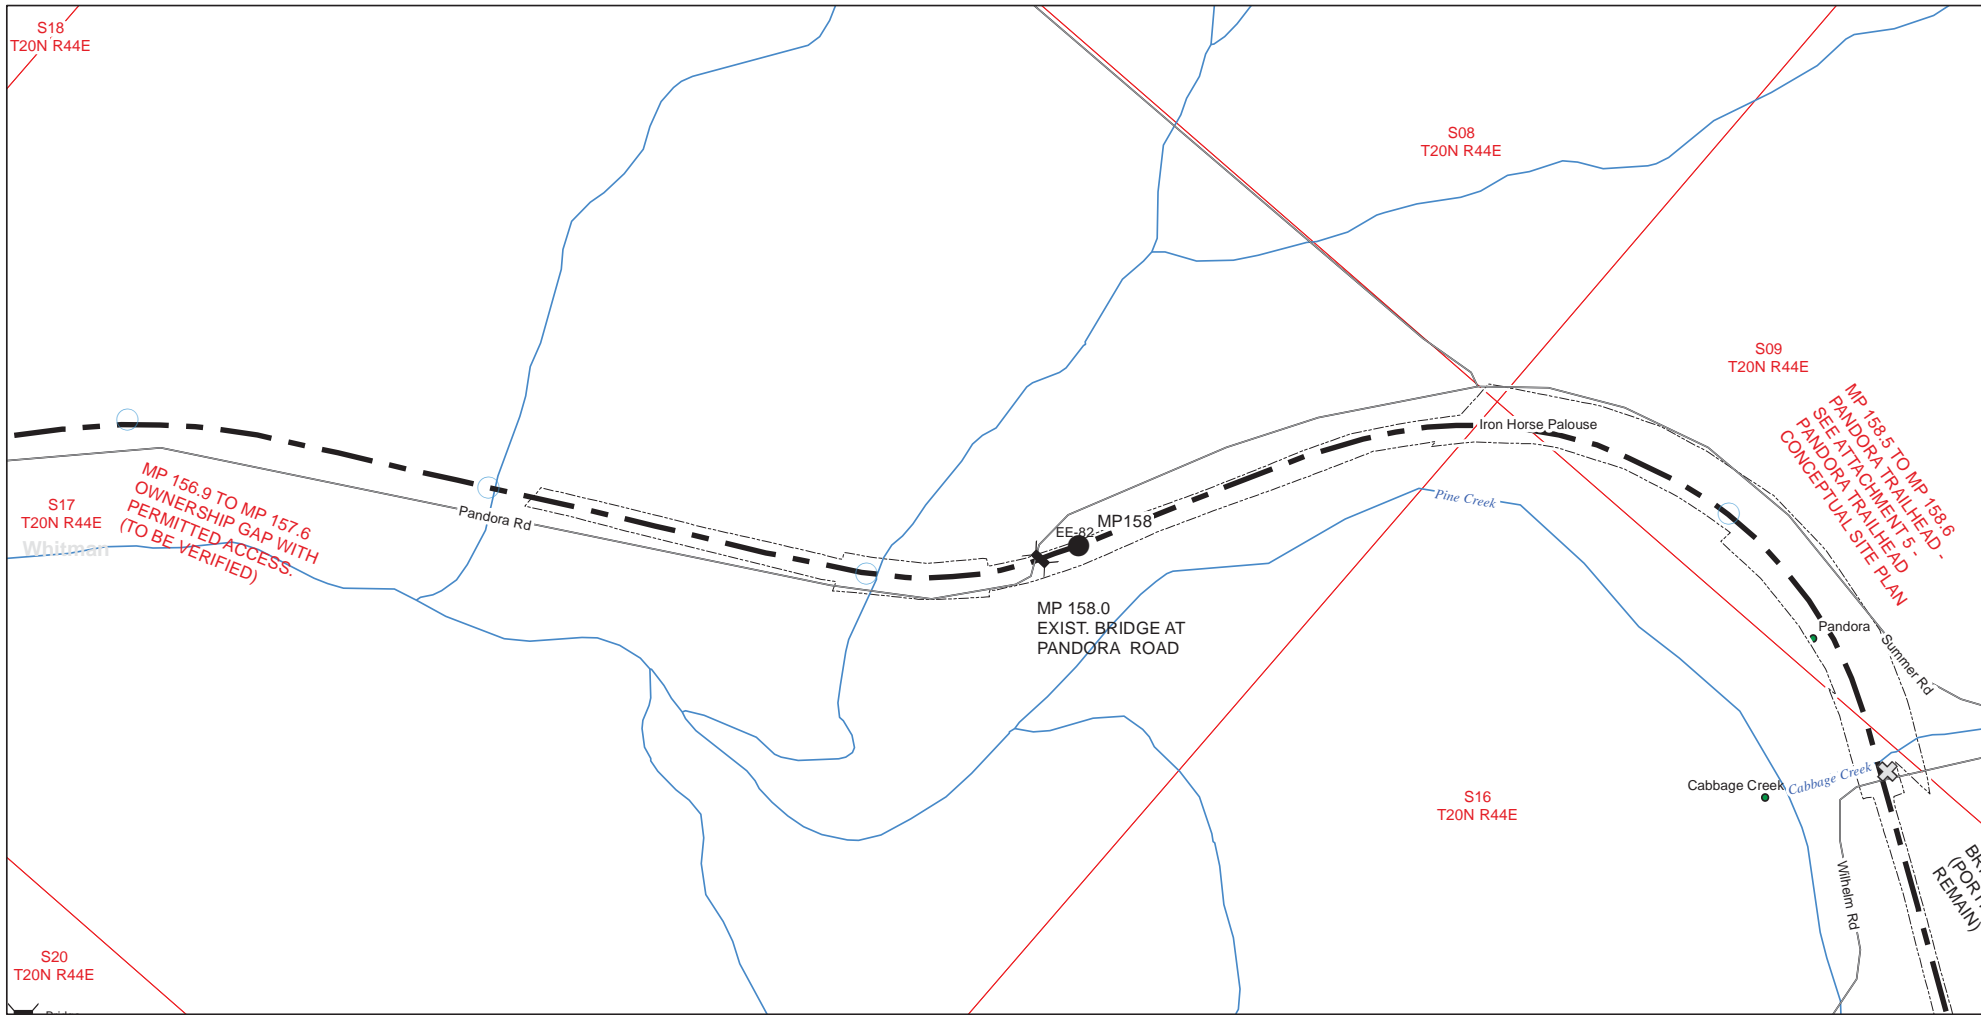 S18
T20N R44E
S08
T20N R44E
S09
T20N R44E
MP 158.5 TO MP 158.6
PANDORA TRAILHEAD -
SEE ATTACHMENT 5 -
PANDORA TRAILHEAD
CONCEPTUAL SITE PLAN
Iron Horse Palouse
MP 156.9 TO MP 157.6
OWNERSHIP GAP WITH
PERMITTED ACCESS.
(TO BE VERIFIED)
S17
T20N R44E
Whitman
Pandora Rd
Pine Creek
MP158
EE-82
MP 158.0
EXIST. BRIDGE AT
PANDORA ROAD
Pandora
Summer Rd
Cabbage Creek
Cabbage Creek
S16
T20N R44E
Wilhelm Rd
(PORT
REMAIN)
S20
T20N R44E